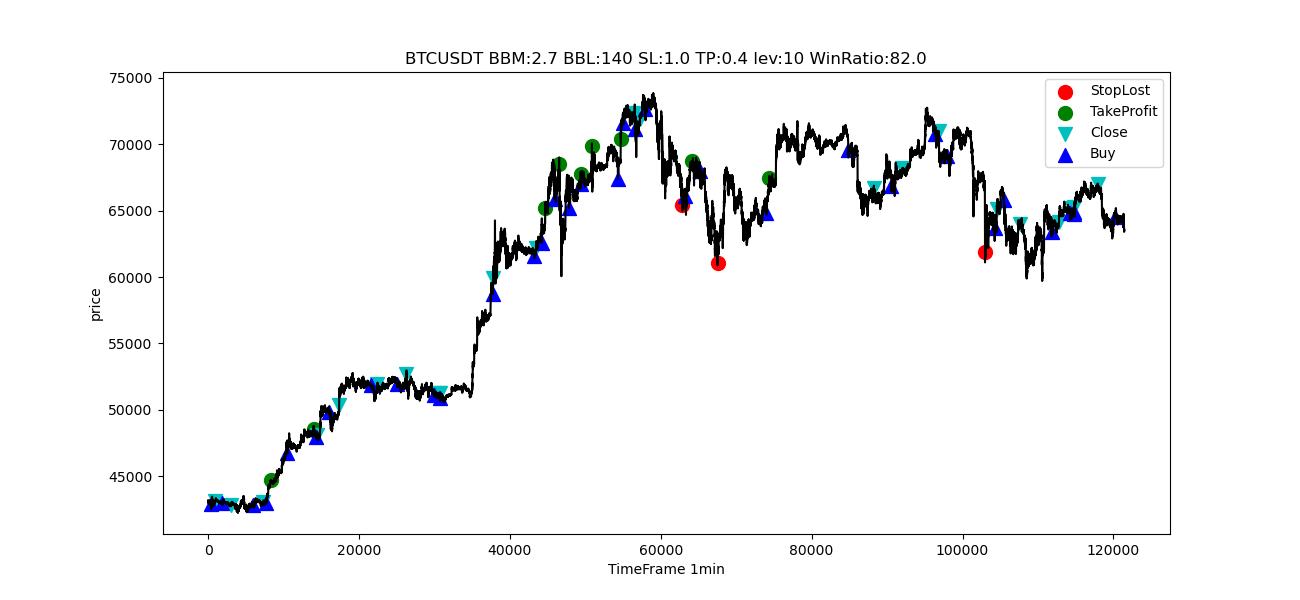 BTCUSDT BBM:2.7 BBL:140 SL:1.0 TP:0.4 lev:10 WinRatio:82.0
75000
70000
65000
60000
55000
50000
45000
price
StopLost
TakeProfit
Close
Buy
0 20000 40000 60000 80000 100000 120000
TimeFrame 1min